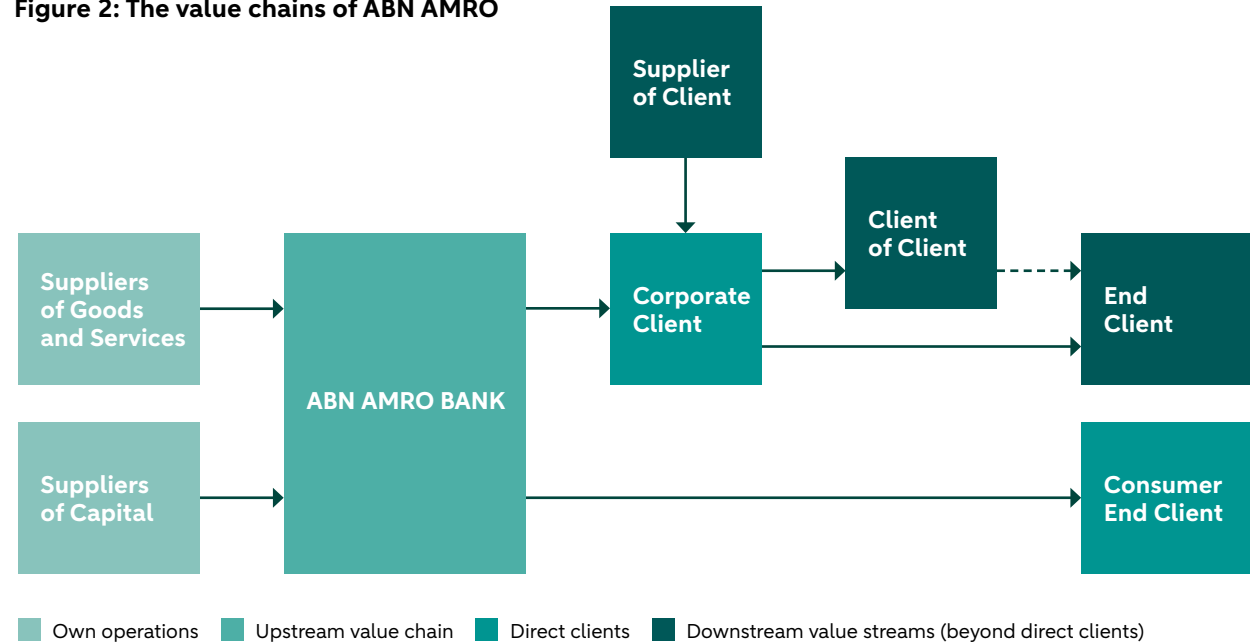 Figure 2: The value chains of ABN AMRO
Supplier
of Client
Client
of Client
Suppliers
of Goods
and Services
Corporate
Client
End
Client
ABN AMRO BANK
Suppliers
of Capital
Consumer
End Client
Own operations
Upstream value chain
Direct clients
Downstream value streams (beyond direct clients)